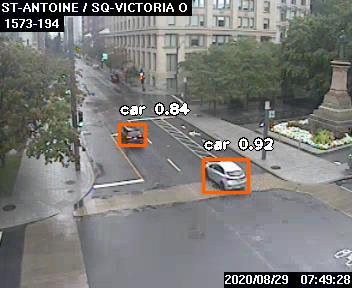 ST-ANTOINE / SQ-VICTORIA O
1573-194
car 0.84
car 0.92
2020/08/29 07:49:28